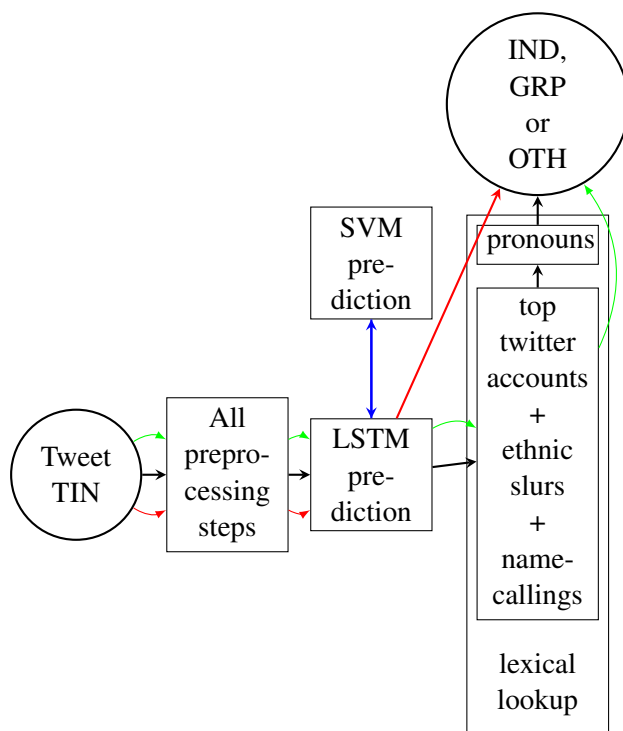 IND,
GRP
or
OTH
SVM
pre-
diction
pronouns
top
twitter
accounts
+
ethnic
slurs
+
name-
callings
Tweet
TIN
All
prepro-
cessing
steps
LSTM
pre-
diction
lexical
lookup